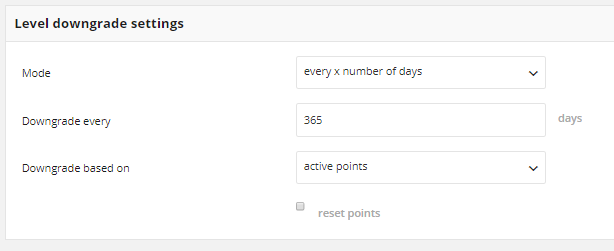 Level downgrade settings
Mode every x number of days
Downgrade every 365 days
Downgrade based on active points
reset points